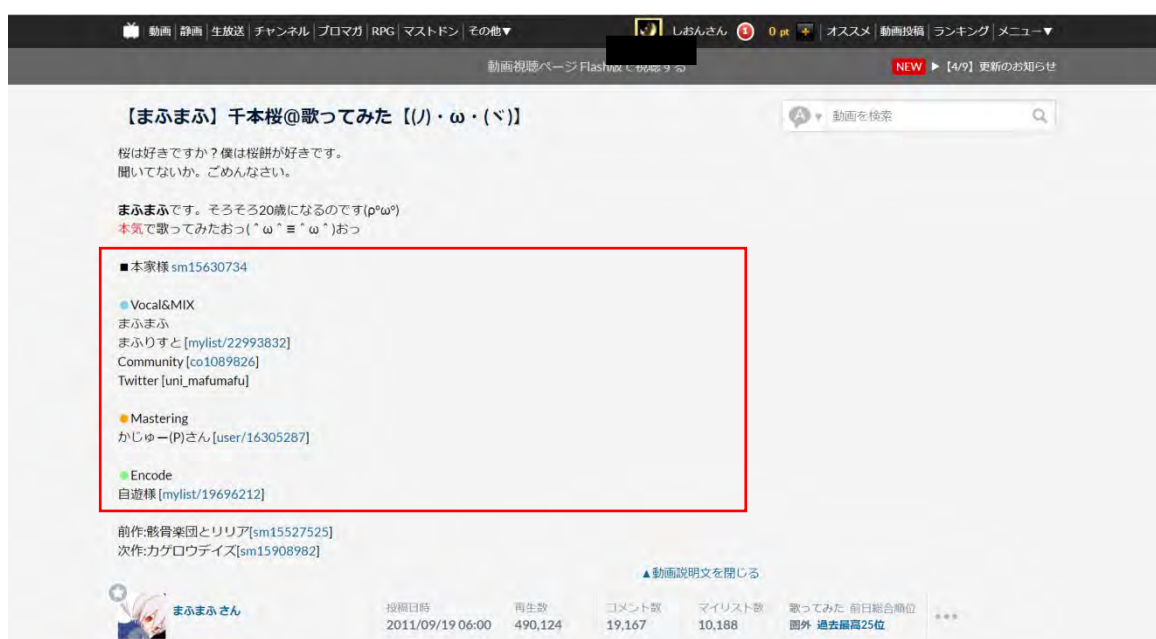 動画 静画 生放送 チャンネル ブロマガ RPG マストドン その他▼ しおんさん 1 0 pt + オススメ 動画投稿 ランキング メニュー▼
動画視聴ページ Flash NEW ▶【4/9】更新のお知らせ
【まふまふ】千本桜@歌ってみた【(ノ)・ω・(ヾ)】
動画を検索
桜は好きですか？僕は桜餅が好きです。
聞いてないか。ごめんなさい。
まふまふです。そろそろ20歳になるのです(ρ°ω°)
本気で歌ってみたおっ(＾ω＾≡＾ω＾)おっ
■本家様 sm15630734
●Vocal&MIX
まふまふ
まふりすと [mylist/22993832]
Community [co1089826]
Twitter [uni_mafumafu]
●Mastering
かじゅー(P)さん [user/16305287]
●Encode
自遊様 [mylist/19696212]
前作:骸骨楽団とリリア[sm15527525]
次作:カゲロウデイズ[sm15908982]
▲動画説明文を閉じる
まふまふ さん
投稿日時 再生数 コメント数 マイリスト数 歌ってみた 前日総合順位
2011/09/19 06:00 490,124 19,167 10,188 圏外 過去最高25位